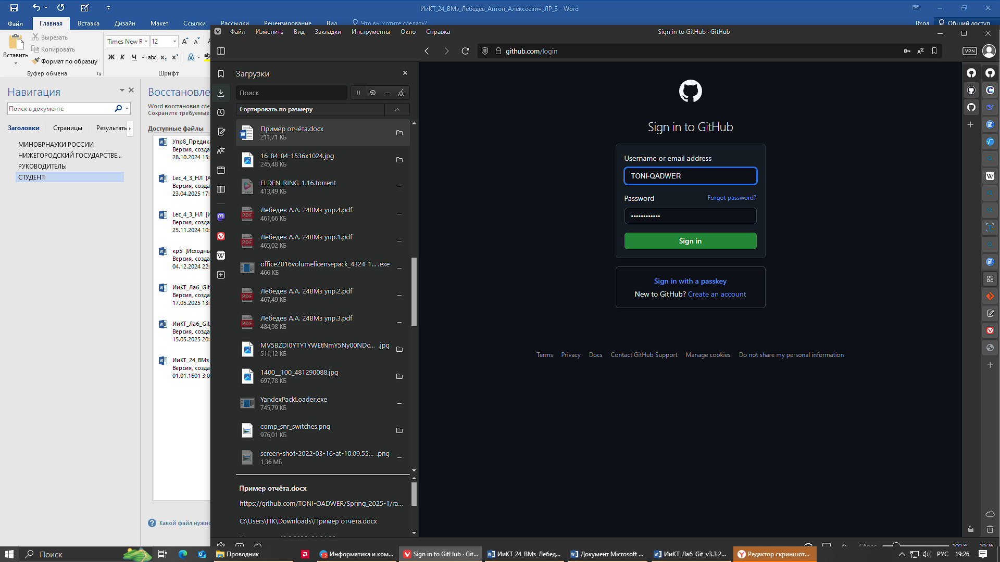 ИиКТ_24_ВМз_Лебедев_Антон_Алексеевич_ЛР_3 - Word
Файл
Главная
Вставка
Дизайн
Макет
Ссылки
Рассылки
Рецензирование
Вид
Что вы хотите сделать?
Вход
Общий доступ
Вставить
Вырезать
Копировать
Формат по образцу
Буфер обмена
Times New R
12
Ж К Ч abc x₂ x²
Шрифт
Навигация
Поиск в документе
Заголовки
Страницы
Результать
МИНОБРНАУКИ РОССИИ
НИЖЕГОРОДСКИЙ ГОСУДАРСТВЕ...
РУКОВОДИТЕЛЬ:
СТУДЕНТ:
Восстановле
Word восстановил сле
Сохраните требуемые.
Доступные файлы
Упр8_Предика
Версия, созда
28.10.2024 15:
Lec_4_3_НЛ [А
Версия, созда
23.04.2025 17:
Lec_4_3_НЛ [И
Версия, созда
25.11.2024 10:
кр5 [Исходны
Версия, созда
04.12.2024 22:
ИиКТ_Лаб_Git_
Версия, созда
17.05.2025 13:
ИиКТ_Лаб_Git_
Версия, созда
15.05.2025 20:
ИиКТ_24_ВМз_
Версия, созда
01.01.1601 3:0
Какой файл нужно
Файл
Изменить
Вид
Закладки
Инструменты
Окно
Справка
Sign in to GitHub · GitHub
github.com/login
VPN
Загрузки
Поиск
Сортировать по размеру
Пример отчёта.docx
211,71 КБ
16_84_04-1536x1024.jpg
245,48 КБ
ELDEN_RING_1.16.torrent
413,49 КБ
Лебедев А.А. 24ВМз упр.4.pdf
461,66 КБ
Лебедев А.А. 24ВМз упр.1.pdf
465,02 КБ
office2016volumelicensepack_4324-1... .exe
466 КБ
Лебедев А.А. 24ВМз упр.2.pdf
467,49 КБ
Лебедев А.А. 24ВМз упр.3.pdf
484,98 КБ
MV5BZDI0YTY1YWEtNmY5Ny00NDc... .jpg
511,12 КБ
1400__100_481290088.jpg
697,78 КБ
YandexPackLoader.exe
745,79 КБ
comp_snr_switches.png
976,01 КБ
screen-shot-2022-03-16-at-10.09.55... .png
1,36 МБ
Пример отчёта.docx
https://github.com/TONI-QADWER/Spring_2025-1/ra...
C:\Users\ПК\Downloads\Пример отчёта.docx
Sign in to GitHub
Username or email address
TONI-QADWER
Password
Forgot password?
Sign in
Sign in with a passkey
New to GitHub? Create an account
Terms
Privacy
Docs
Contact GitHub Support
Manage cookies
Do not share my personal information
Сброс
100 %
19:26
Поиск
Проводник
Информатика и ком...
Sign in to GitHub · Git...
ИиКТ_24_ВМз_Лебед...
Документ Microsoft ...
ИиКТ_Лаб_Git_v3.3 2...
Редактор скриншот...
РУС
19:26